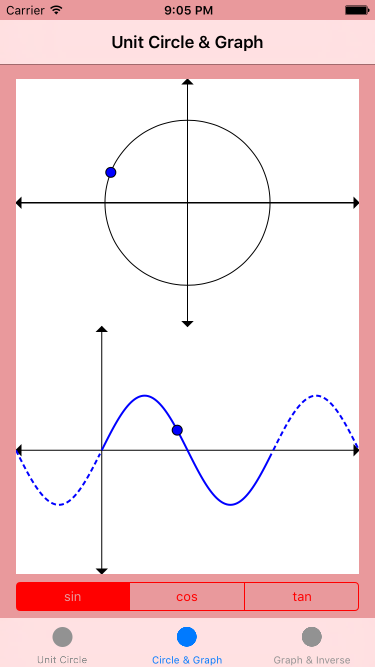 Carrier 9:05 PM
Unit Circle & Graph
sin cos tan
Unit Circle Circle & Graph Graph & Inverse